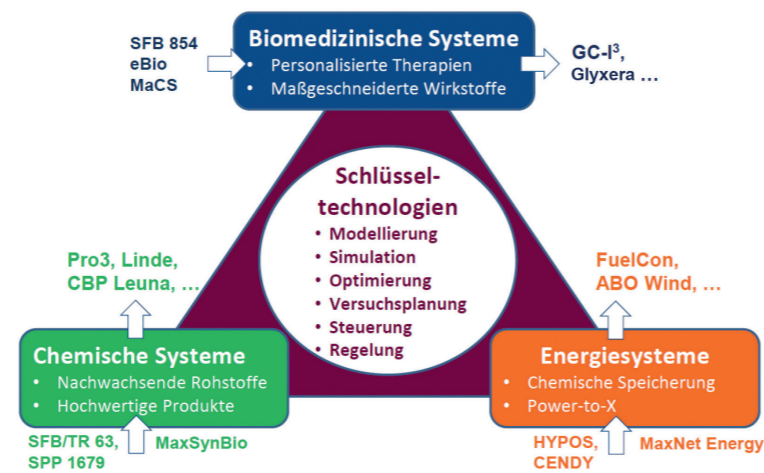 SFB 854
eBio
MaCS
Biomedizinische Systeme
• Personalisierte Therapien
• Maßgeschneiderte Wirkstoffe
GC-I³,
Glyxera ...
Schlüssel-
technologien
• Modellierung
• Simulation
• Optimierung
• Versuchsplanung
• Steuerung
• Regelung
Pro3, Linde,
CBP Leuna, ...
Chemische Systeme
• Nachwachsende Rohstoffe
• Hochwertige Produkte
SFB/TR 63,
SPP 1679
MaxSynBio
FuelCon,
ABO Wind, ...
Energiesysteme
• Chemische Speicherung
• Power-to-X
HYPOS,
CENDY
MaxNet Energy